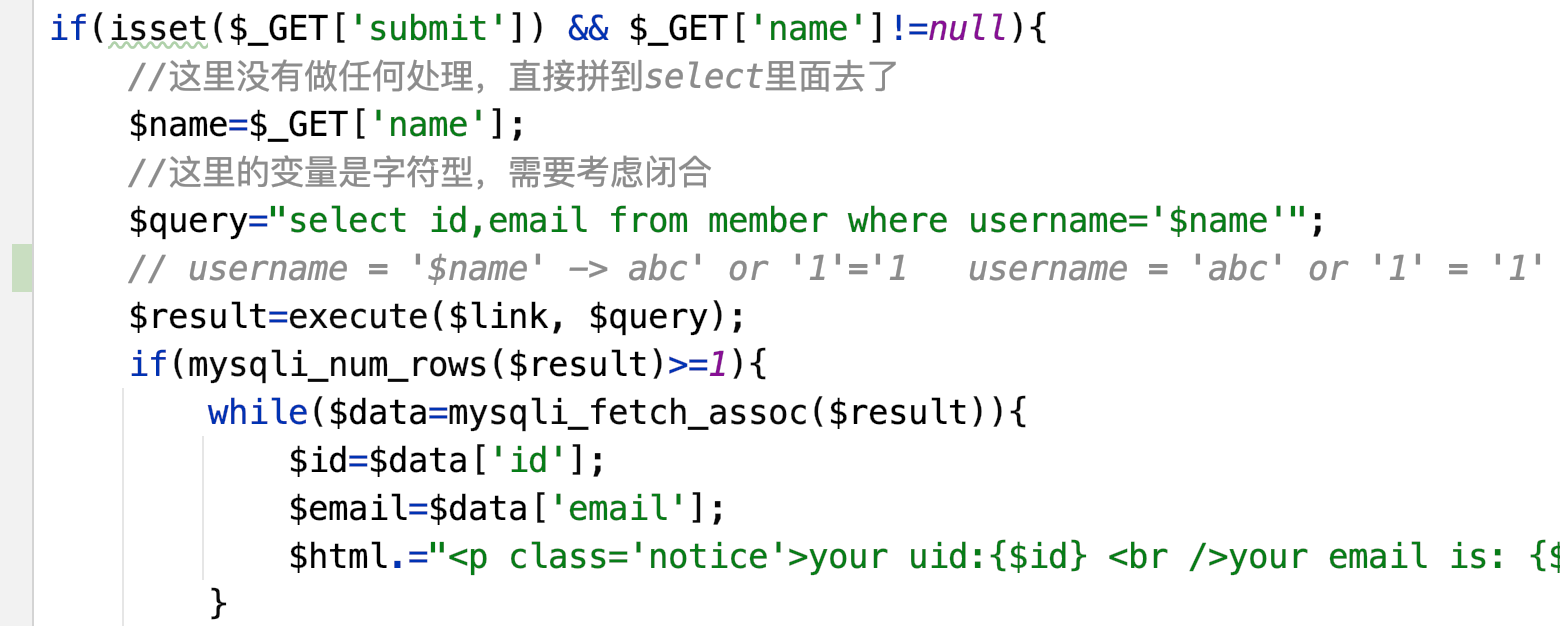 if(isset($_GET['submit']) && $_GET['name']!=null){
//这里没有做任何处理，直接拼到select里面去了
$name=$_GET['name'];
//这里的变量是字符型，需要考虑闭合
$query="select id,email from member where username='$name'";
// username = '$name' —> abc' or '1'='1   username = 'abc' or '1' = '1'
$result=execute($link, $query);
if(mysqli_num_rows($result)>=1){
while($data=mysqli_fetch_assoc($result)){
$id=$data['id'];
$email=$data['email'];
$html.="<p class='notice'>your uid:{$id} <br />your email is: {$
}